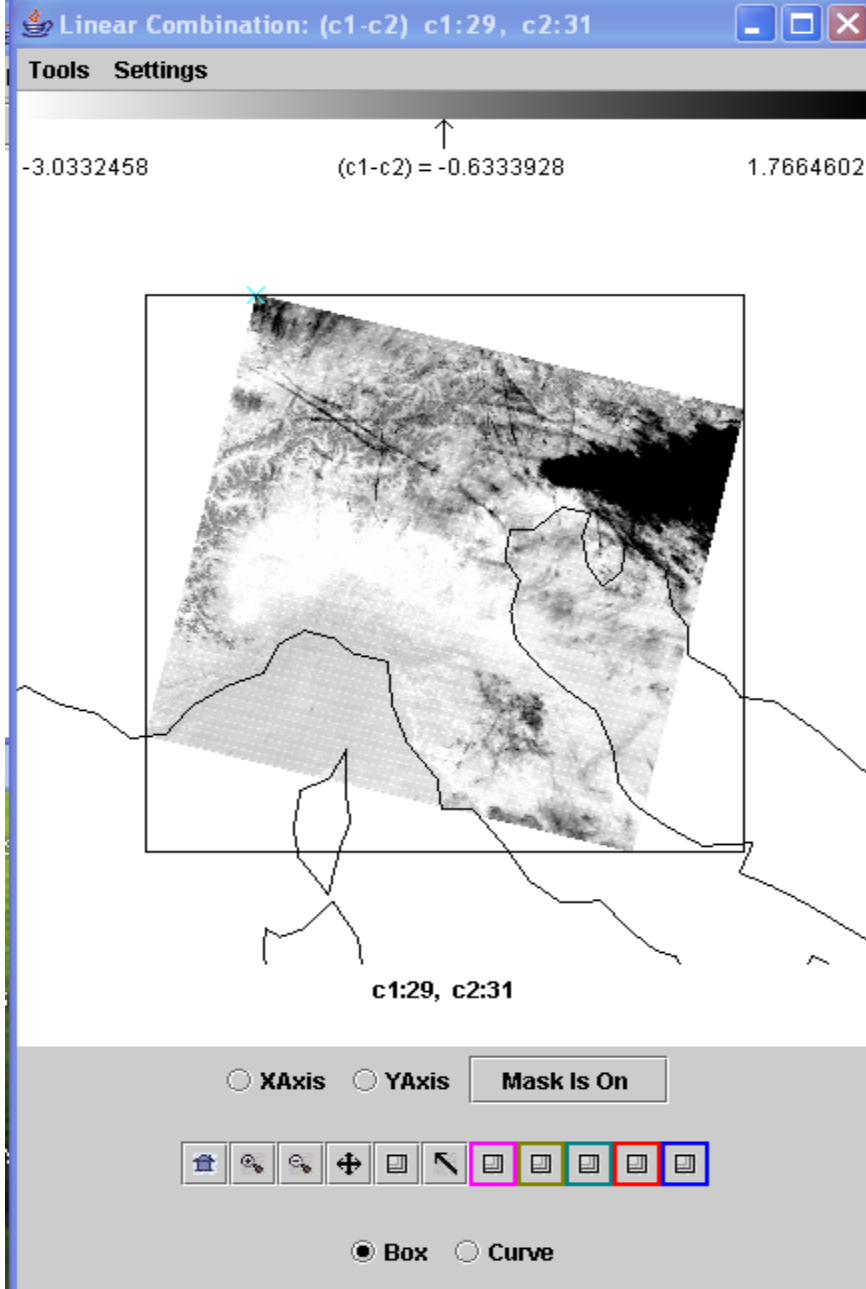 Linear Combination: (c1-c2) c1:29, c2:31
Tools Settings
-3.0332458 (c1-c2) = -0.6333928 1.7664602
c1:29, c2:31
XAxis YAxis Mask Is On
Box Curve